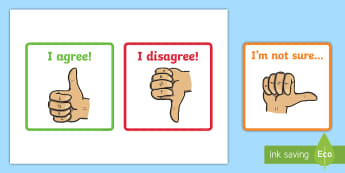 I agree!
I disagree!
I'm not sure...
ink saving
Eco